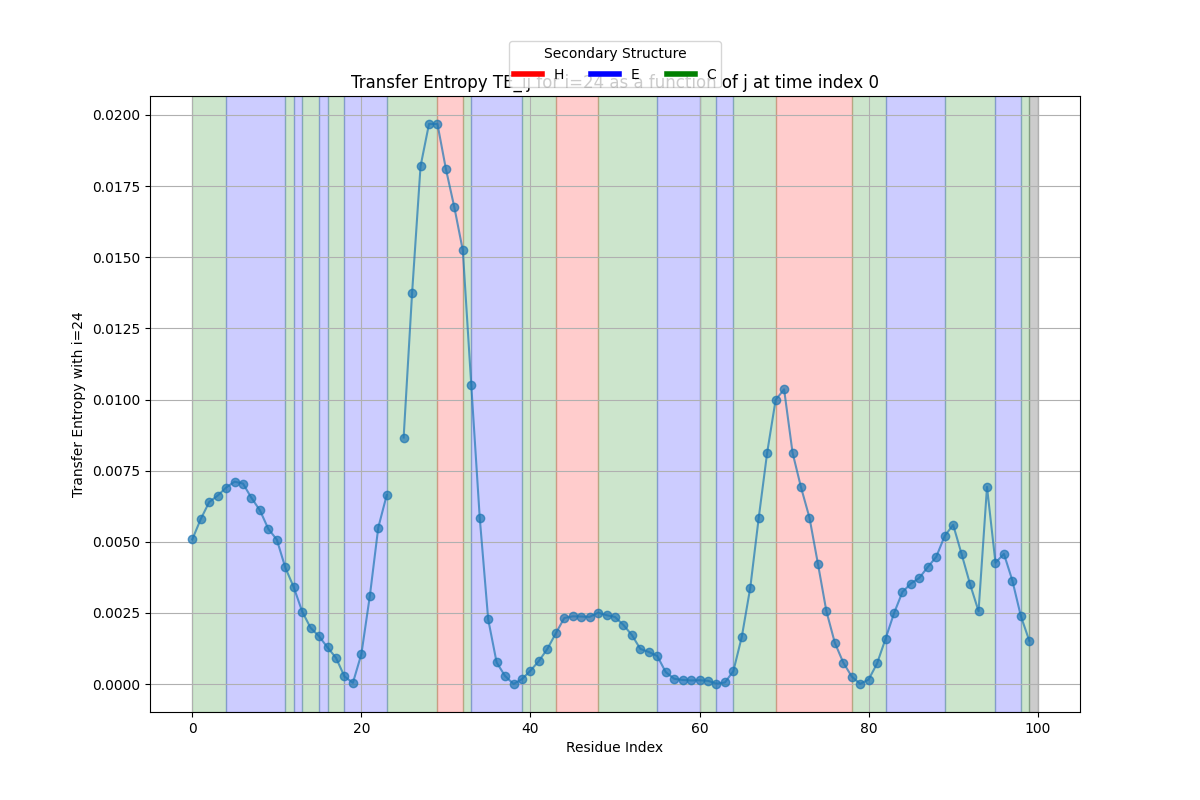 Secondary Structure
H E C
Transfer Entropy TE_ij for i=24 as a function of j at time index 0
Transfer Entropy with i=24
0.0200
0.0175
0.0150
0.0125
0.0100
0.0075
0.0050
0.0025
0.0000
0 20 40 60 80 100
Residue Index